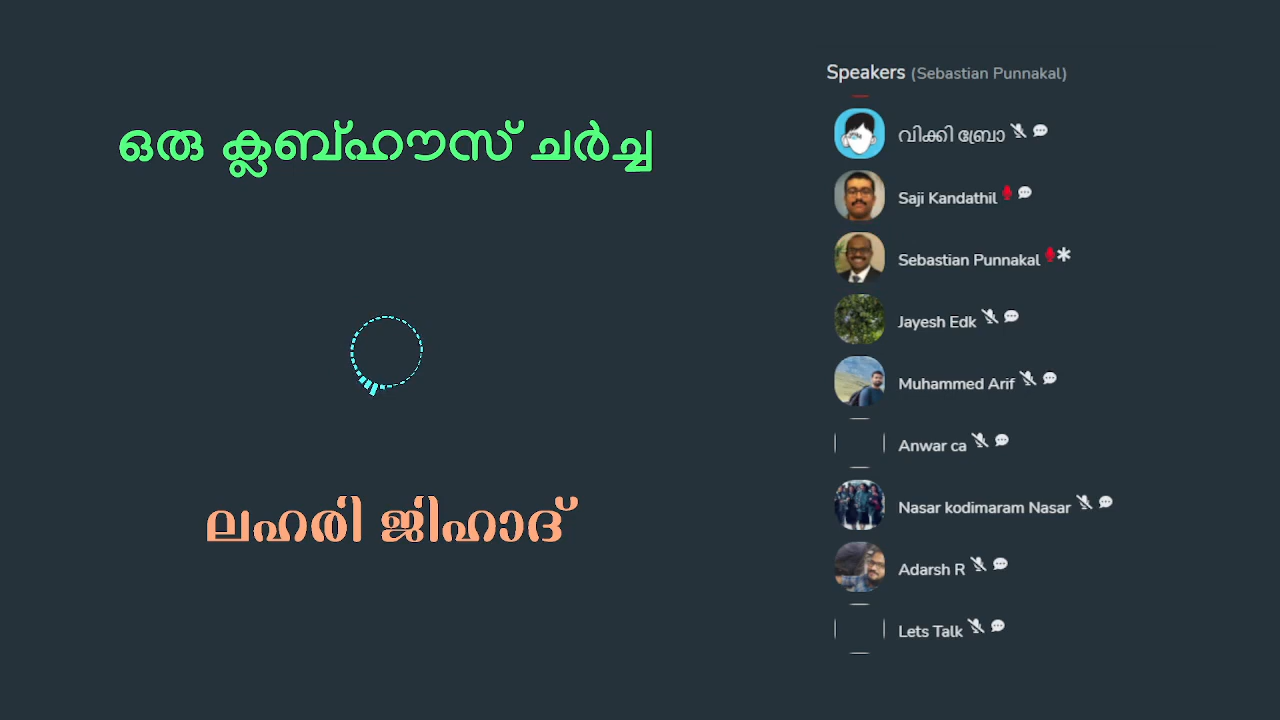 ഒരു ക്ലബ്ഹൗസ് ചർച്ച
ലഹരി ജിഹാദ്
Speakers (Sebastian Punnakal)
വിക്കി ബ്രോ
Saji Kandathil
Sebastian Punnakal
Jayesh Edk
Muhammed Arif
Anwar ca
Nasar kodimaram Nasar
Adarsh R
Lets Talk